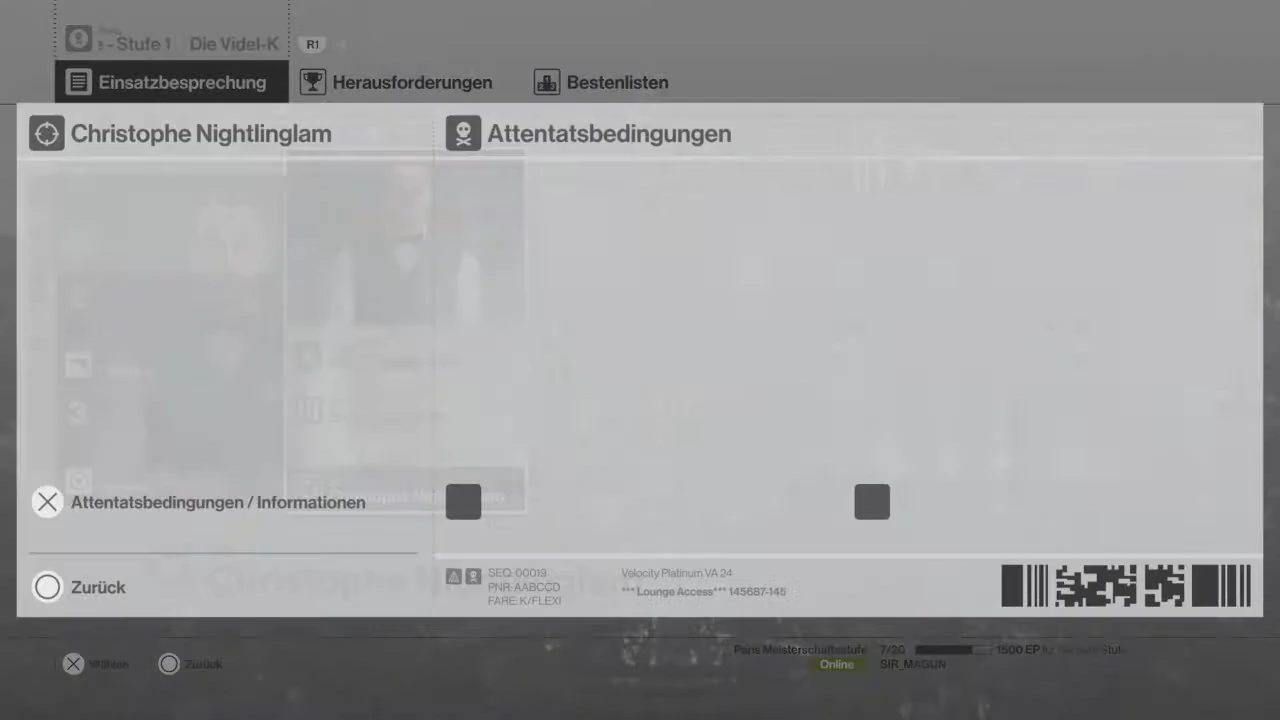 - Stufe 1
Die Videl-K
R1
Einsatzbesprechung
Herausforderungen
Bestenlisten
Christophe Nightlinglam
Attentatsbedingungen
Attentatsbedingungen / Informationen
Zurück
SEQ: 00019
PNR: AABCCD
FARE: K/FLEXI
Velocity Platinum VA 24
*** Lounge Access*** 145687-145
Wählen
Zurück
Paris Meisterschaftsstufe 7/20
1500 EP
Online
SIR_MAGUN